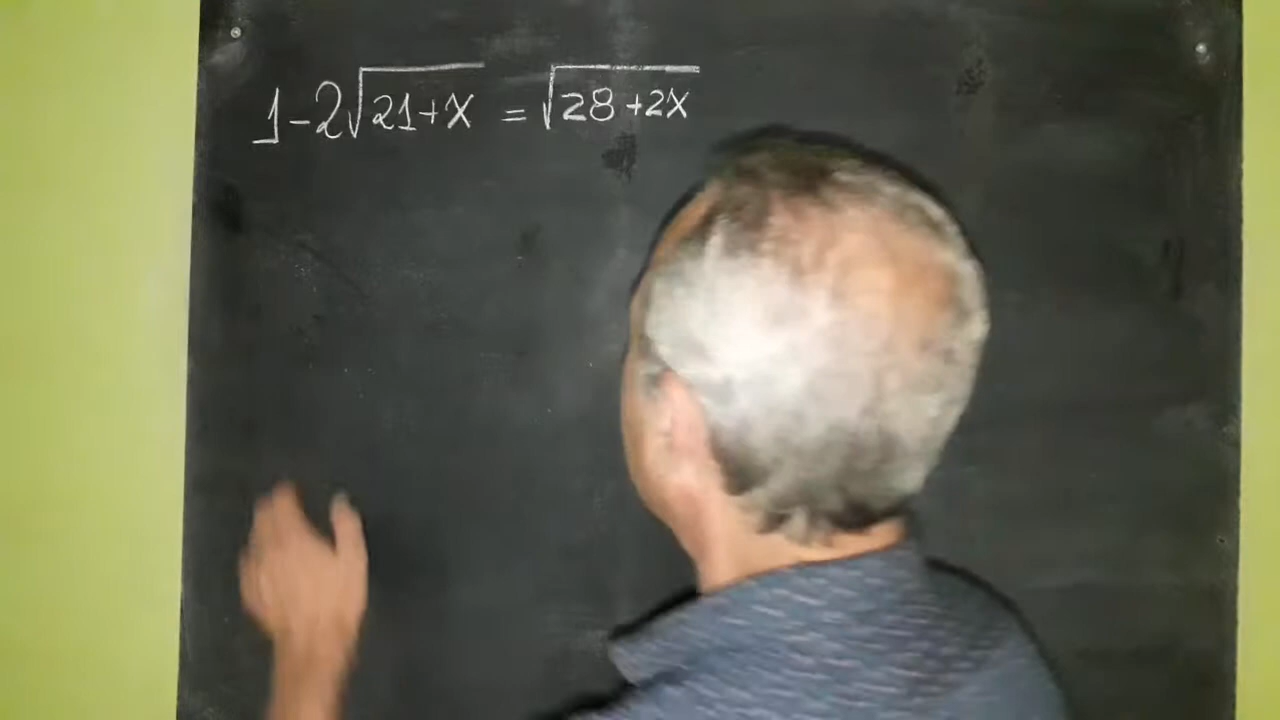 1-2√(21+x) = √(28+2x)